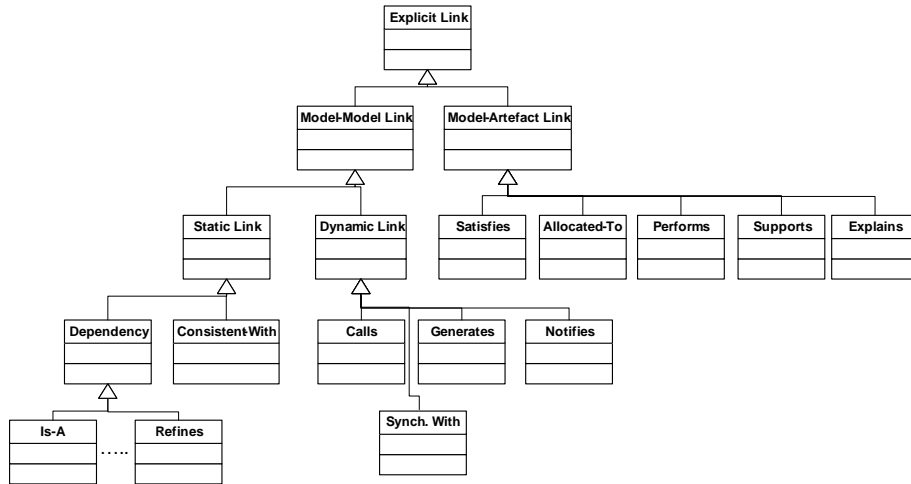 Explicit Link
Model-Model Link
Model-Artefact Link
Static Link
Dynamic Link
Satisfies
Allocated-To
Performs
Supports
Explains
Dependency
Consistent-With
Calls
Generates
Notifies
Is-A
.....
Refines
Synch. With